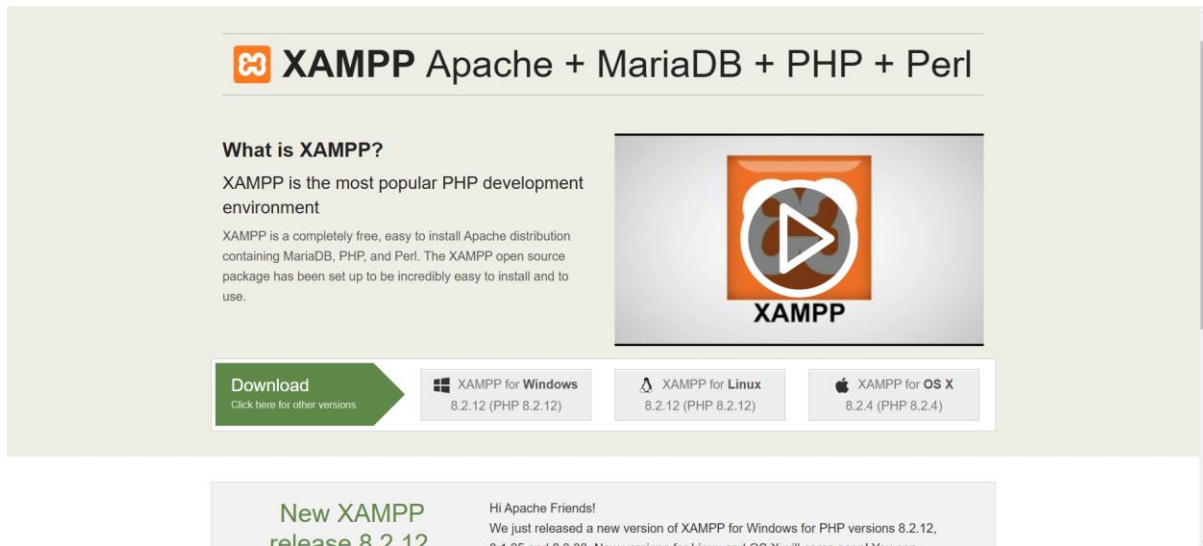 XAMPP Apache + MariaDB + PHP + Perl
What is XAMPP?
XAMPP is the most popular PHP development
environment
XAMPP is a completely free, easy to install Apache distribution
containing MariaDB, PHP, and Perl. The XAMPP open source
package has been set up to be incredibly easy to install and to
use.
XAMPP
Download
Click here for other versions
XAMPP for Windows
8.2.12 (PHP 8.2.12)
XAMPP for Linux
8.2.12 (PHP 8.2.12)
XAMPP for OS X
8.2.4 (PHP 8.2.4)
New XAMPP
release 8.2.12
Hi Apache Friends!
We just released a new version of XAMPP for Windows for PHP versions 8.2.12,